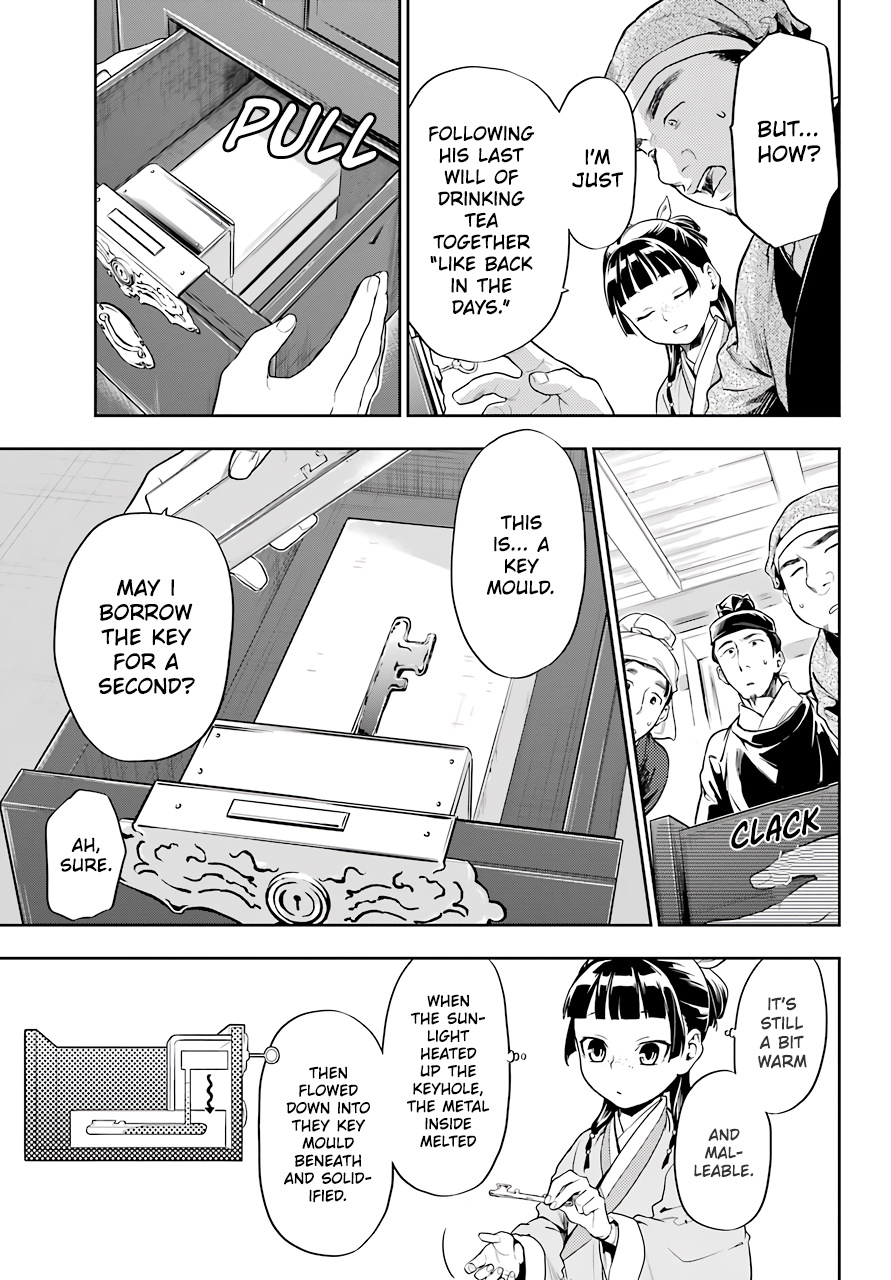 BUT...
HOW?
I'M
JUST
FOLLOWING
HIS LAST
WILL OF
DRINKING
TEA
TOGETHER
"LIKE BACK
IN THE
DAYS."
PULL
CLACK
THIS
IS... A
KEY
MOULD.
MAY I
BORROW
THE KEY
FOR A
SECOND?
AH,
SURE.
IT'S
STILL
A BIT
WARM
AND
MAL-
LEABLE.
WHEN
THE SUN-
LIGHT
HEATED
UP THE
KEYHOLE,
THE METAL
INSIDE
MELTED
THEN
FLOWED
DOWN INTO
THEY KEY
MOULD
BENEATH
AND SOLID-
IFIED.